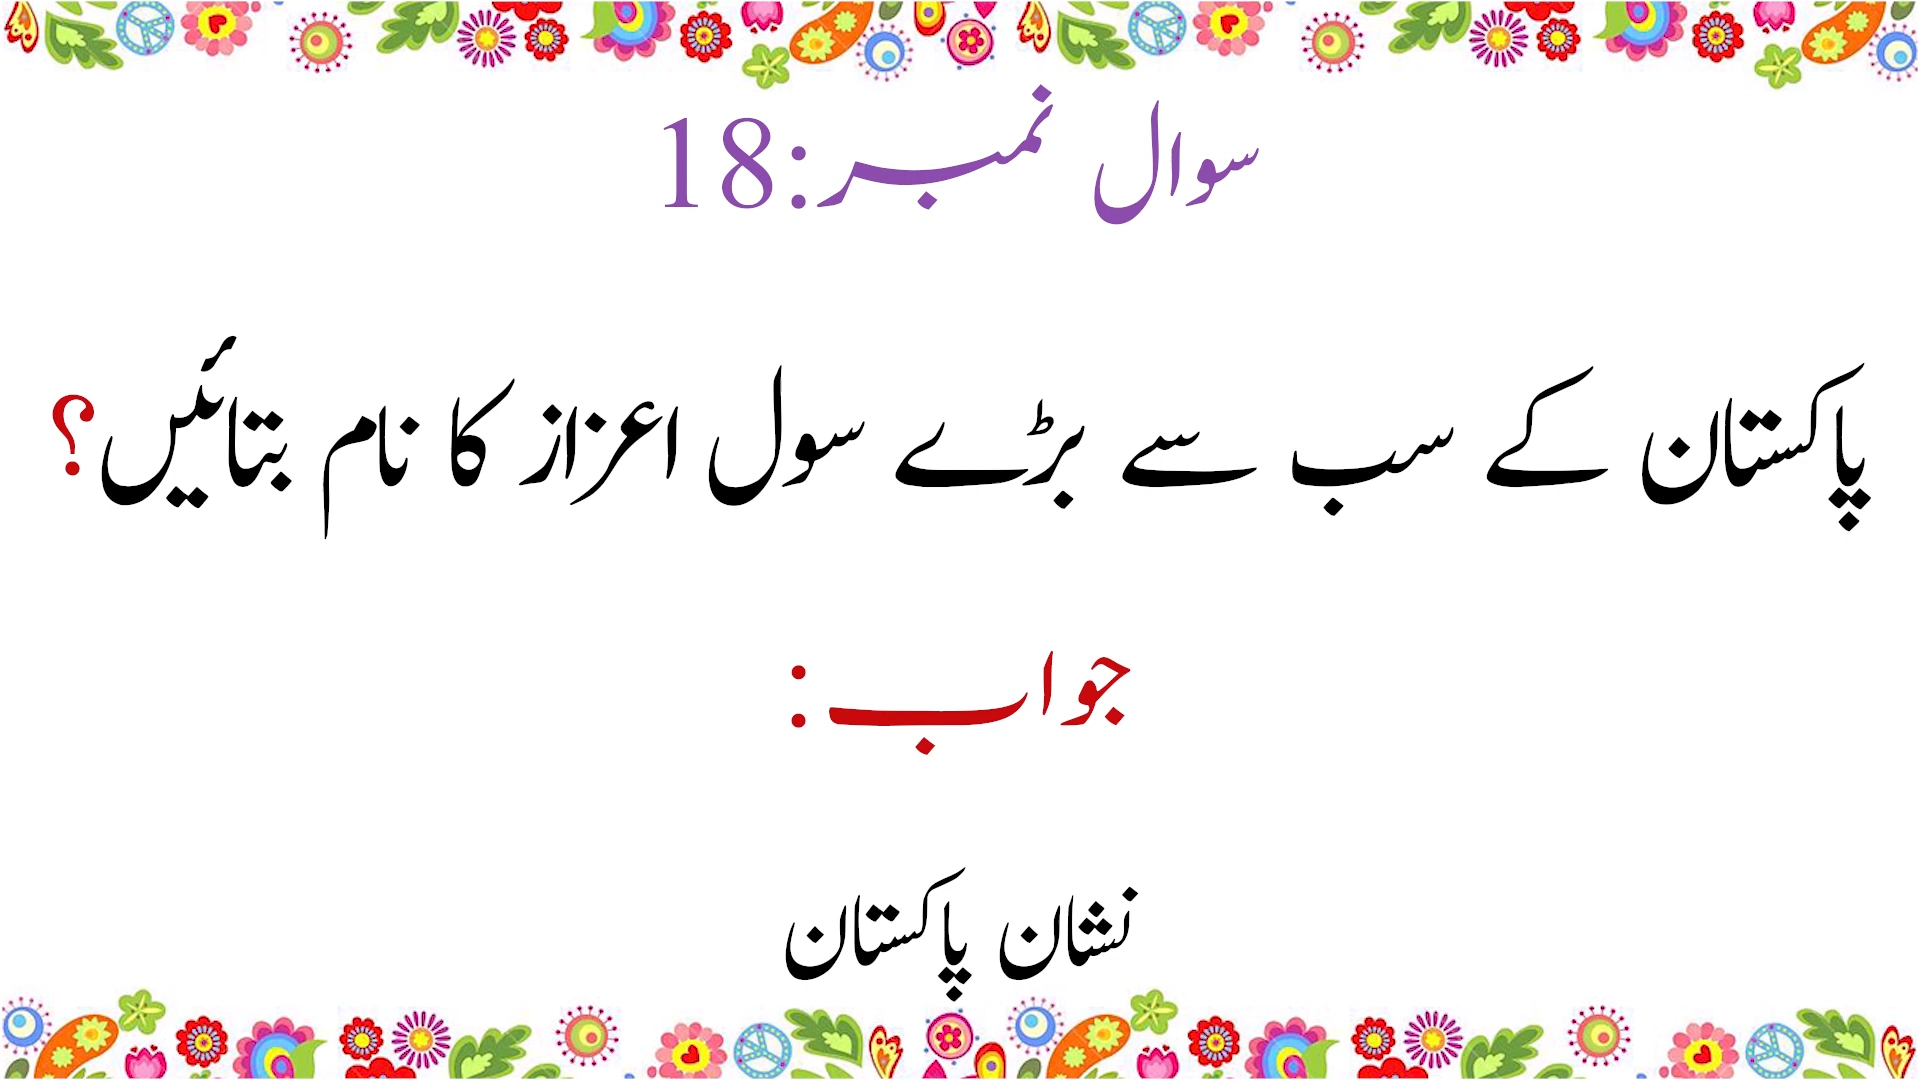 سوال نمبر:18
پاکستان کے سب سے بڑے سول اعزاز کا نام بتائیں؟
جواب:
نشان پاکستان